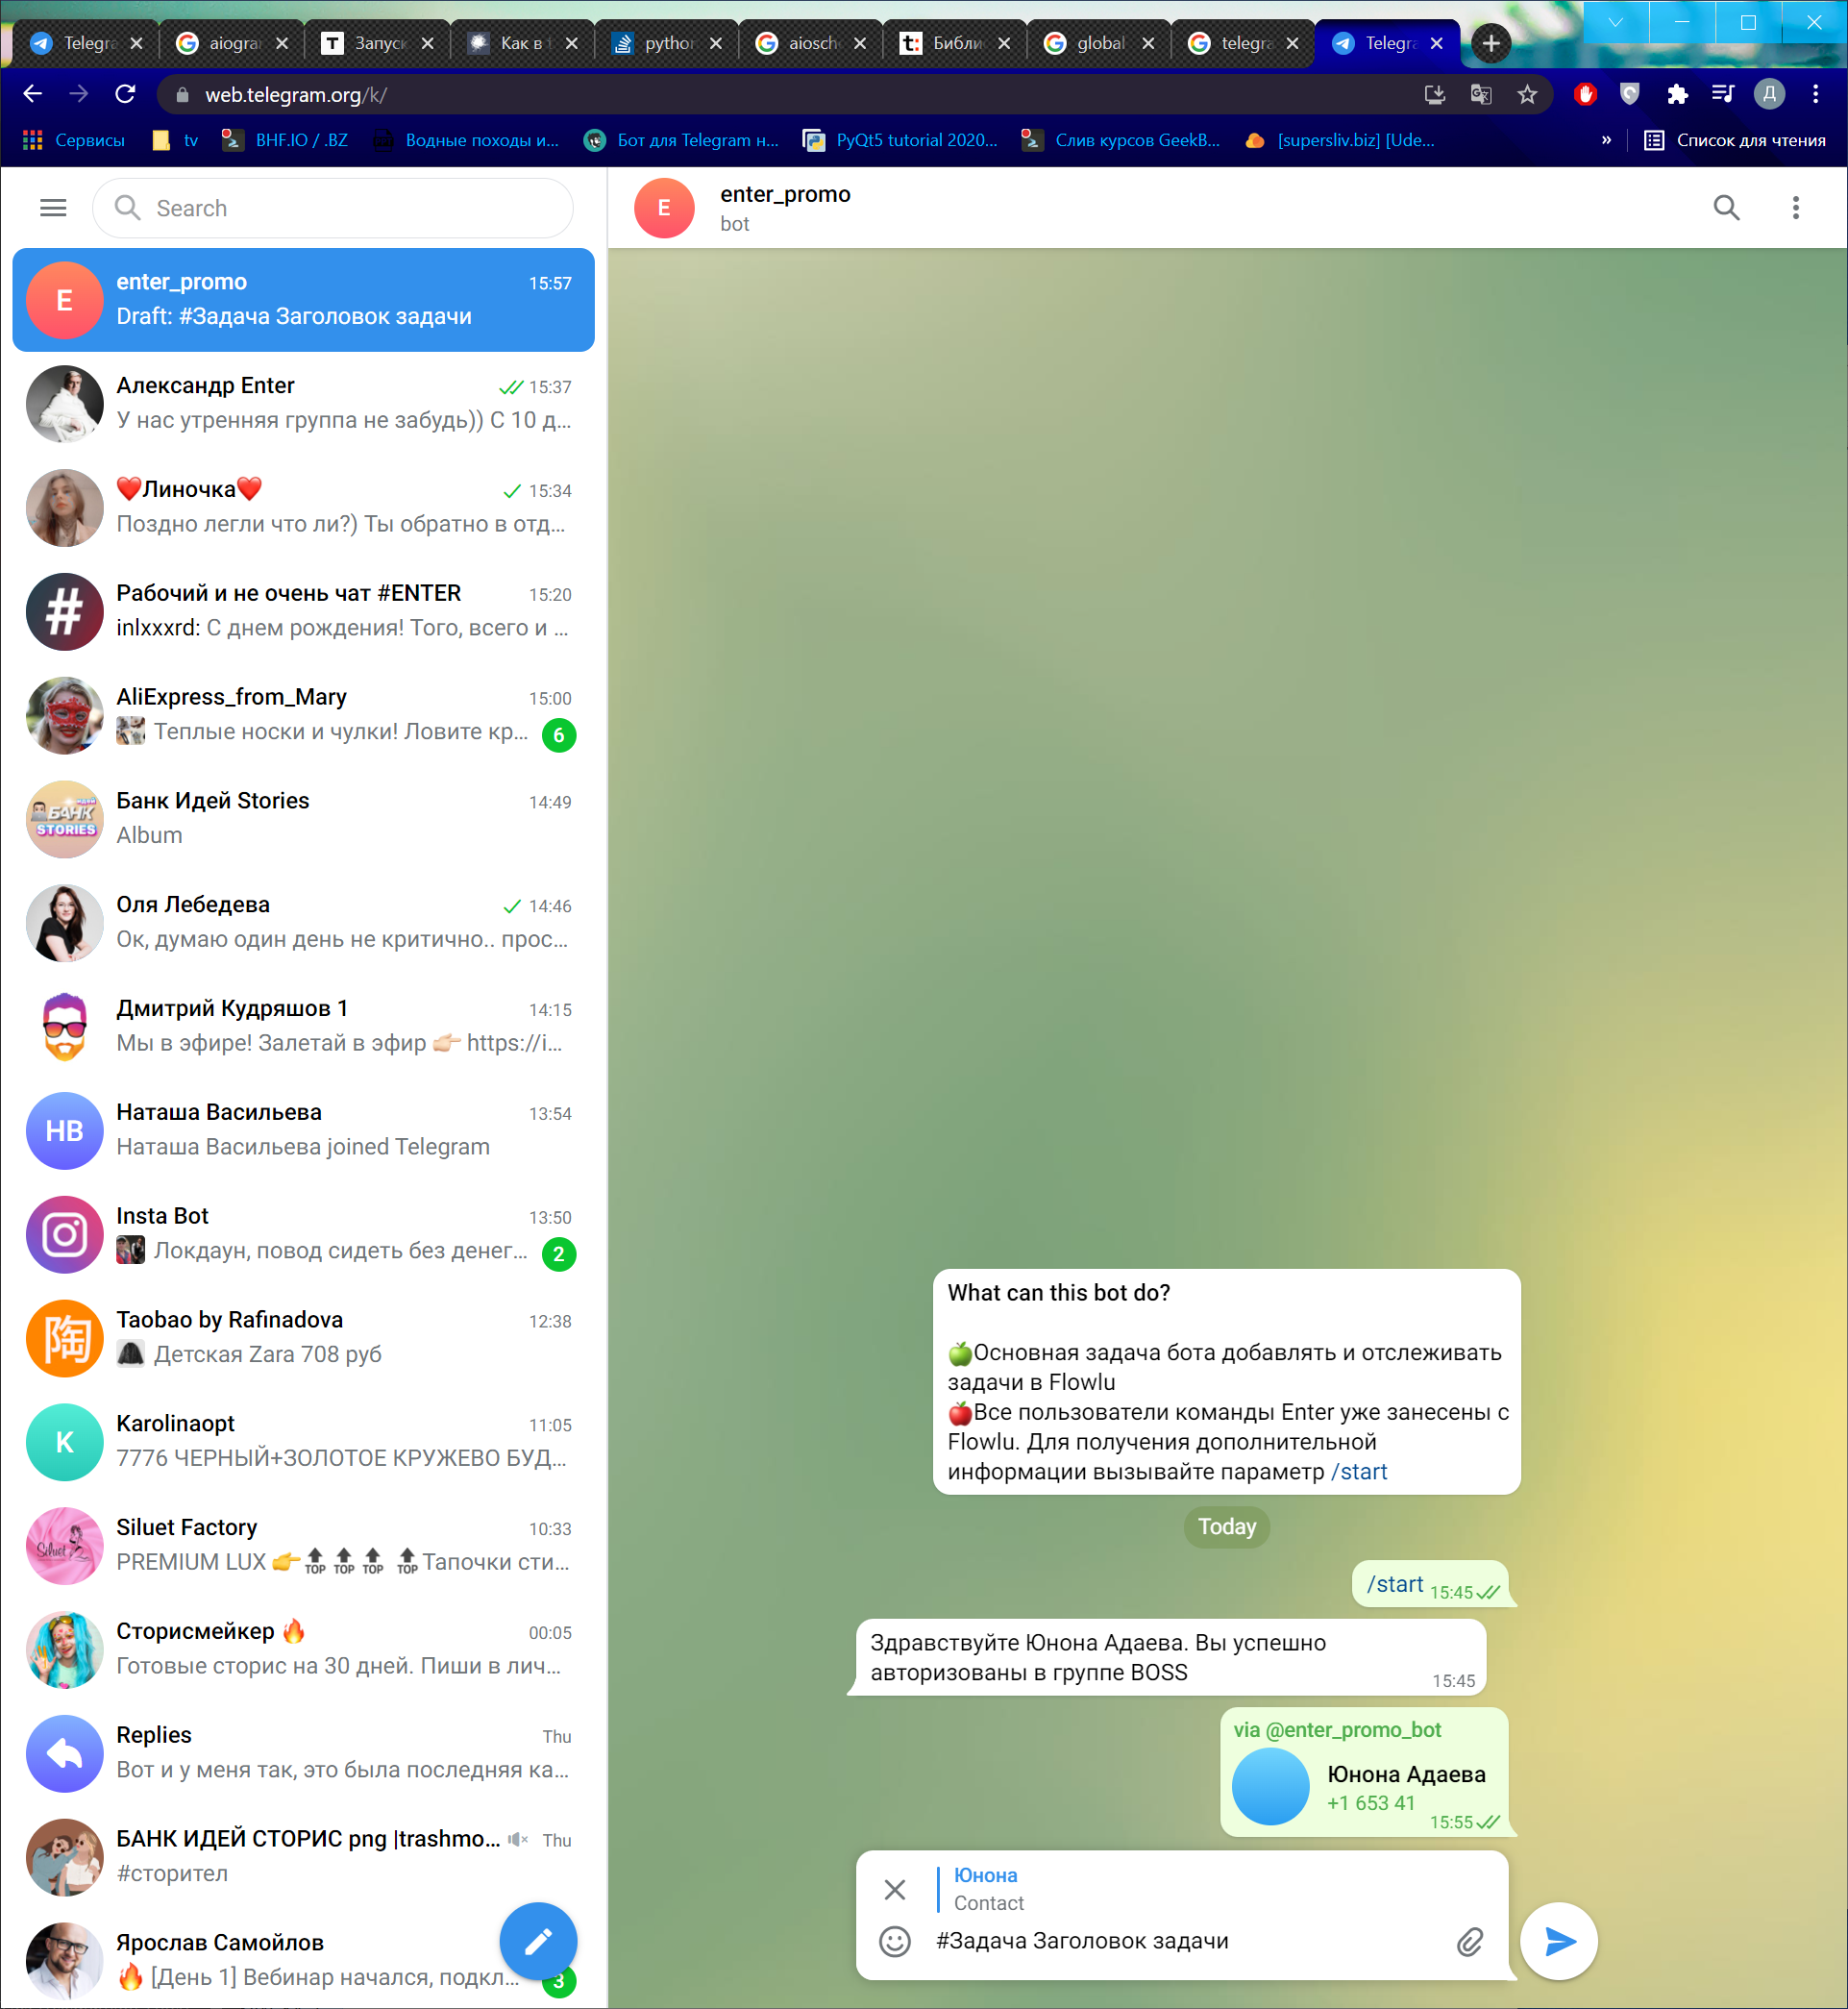 Telegra
aiogra
Запуск
Как в t
python
aiosch
Библи
global
telegra
Telegra
web.telegram.org/k/
Д
Сервисы
tv
BHF.IO / .BZ
Водные походы и...
Бот для Telegram н...
PyQt5 tutorial 2020...
Слив курсов GeekB...
[supersliv.biz] [Ude...
»
Список для чтения
Search
E
enter_promo
bot
E
enter_promo 15:57
Draft: #Задача Заголовок задачи
Александр Enter 15:37
У нас утренняя группа не забудь)) С 10 д...
❤️Линочка❤️ 15:34
Поздно легли что ли?) Ты обратно в отд...
#
Рабочий и не очень чат #ENTER 15:20
inlxxxrd: С днем рождения! Того, всего и ...
AliExpress_from_Mary 15:00
Теплые носки и чулки! Ловите кр... 6
БАНК
STORIES
Банк Идей Stories 14:49
Album
Оля Лебедева 14:46
Ок, думаю один день не критично.. прос...
Дмитрий Кудряшов 1 14:15
Мы в эфире! Залетай в эфир 👉🏻 https://i...
НВ
Наташа Васильева 13:54
Наташа Васильева joined Telegram
Insta Bot 13:50
Локдаун, повод сидеть без денег... 2
陶
Taobao by Rafinadova 12:38
Детская Zara 708 руб
K
Karolinaopt 11:05
7776 ЧЕРНЫЙ+ЗОЛОТОЕ КРУЖЕВО БУД...
Siluet
Siluet Factory 10:33
PREMIUM LUX 👉🔝🔝🔝 🔝Тапочки сти...
Сторисмейкер 🔥 00:05
Готовые сторис на 30 дней. Пиши в лич...
Replies Thu
Вот и у меня так, это была последняя ка...
БАНК ИДЕЙ СТОРИС png |trashmo... Thu
#сторител
Ярослав Самойлов
🔥 [День 1] Вебинар начался, подкл... 3
What can this bot do?
🍏Основная задача бота добавлять и отслеживать
задачи в Flowlu
🍎Все пользователи команды Enter уже занесены с
Flowlu. Для получения дополнительной
информации вызывайте параметр /start
Today
/start 15:45
Здравствуйте Юнона Адаева. Вы успешно
авторизованы в группе BOSS 15:45
via @enter_promo_bot
Юнона Адаева
+1 653 41
15:55
Юнона
Contact
#Задача Заголовок задачи